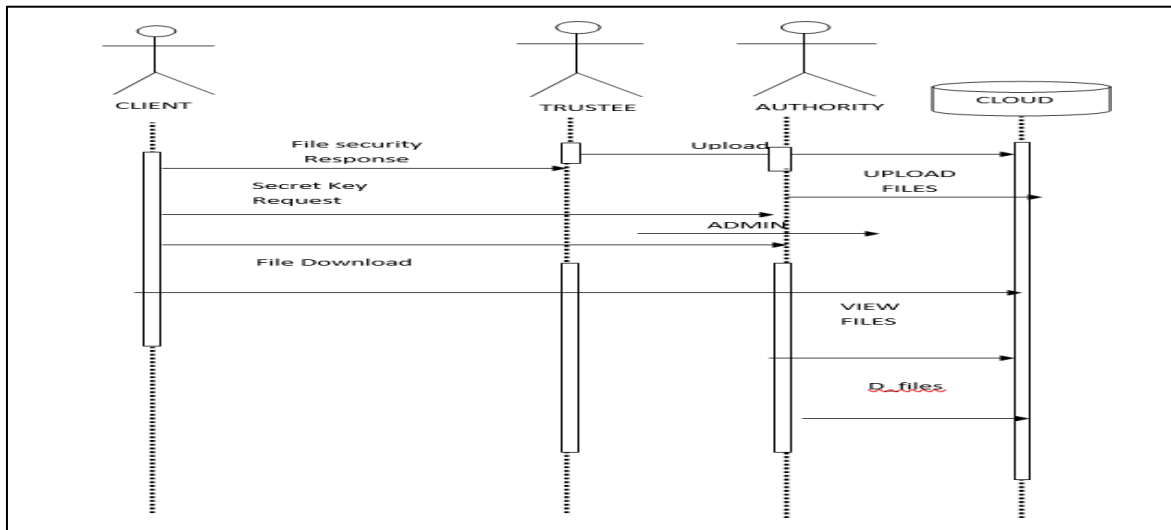 CLIENT
TRUSTEE
AUTHORITY
CLOUD
File security
Response
Upload
Secret Key
Request
UPLOAD
FILES
ADMIN
File Download
VIEW
FILES
D_files